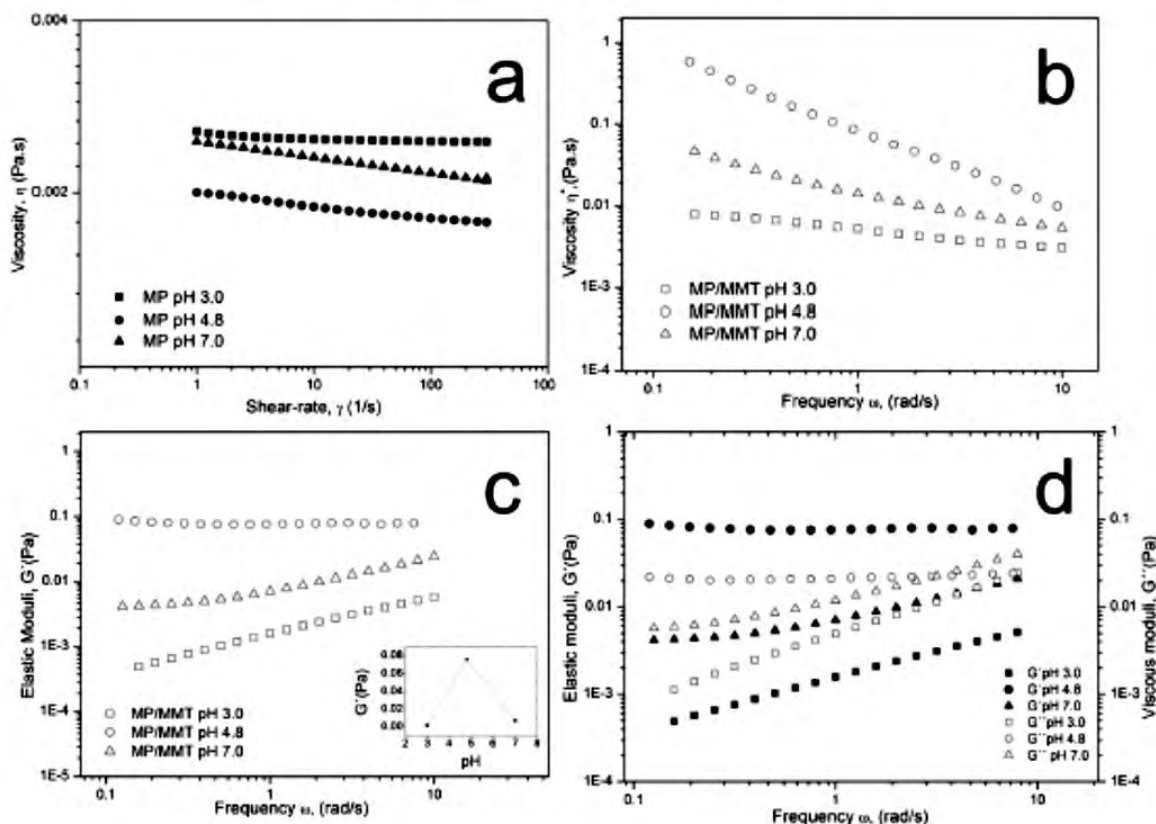 a
0.004
0.002
Viscosity, η (Pa.s)
MP pH 3.0
MP pH 4.8
MP pH 7.0
0.1 1 10 100 100
Shear-rate, γ (1/s)
b
1
0.1
0.01
1E-3
1E-4
Viscosity η*,(Pa.s)
MP/MMT pH 3.0
MP/MMT pH 4.8
MP/MMT pH 7.0
0.1 1 10
Frequency ω, (rad/s)
c
1
0.1
0.01
1E-3
1E-4
1E-5
Elastic Moduli, G´(Pa)
MP/MMT pH 3.0
MP/MMT pH 4.8
MP/MMT pH 7.0
0.08
0.06
0.04
0.02
0.00
G´(Pa)
2 3 4 5 6 7 8
pH
0.1 1 10
Frequency ω, (rad/s)
d
1
0.1
0.01
1E-3
1E-4
Elastic moduli, G´(Pa)
G´pH 3.0
G´pH 4.8
G´pH 7.0
G´´pH 3.0
G´´pH 4.8
G´´ pH 7.0
1
0.1
0.01
1E-3
1E-4
Viscous moduli, G´´(Pa)
0.1 1 10
Frequency ω, (rad/s)